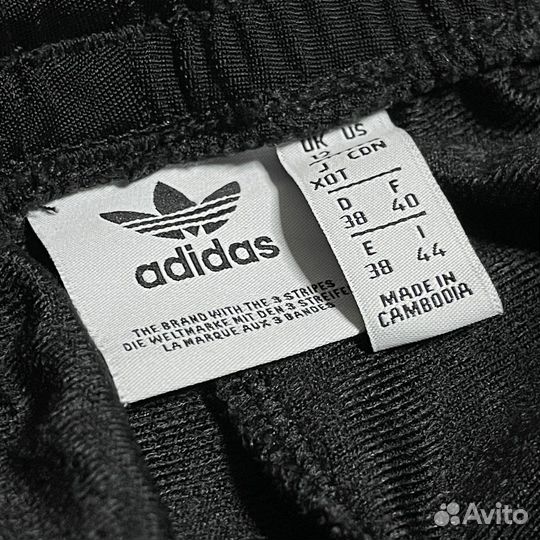 adidas
THE BRAND WITH THE 3 STRIPES
DIE WELTMARKE MIT DEN 3 STREIFEN
LA MARQUE AUX 3 BANDES
UK US
12
J CDN
XOT
D F
38 40
E I
38 44
MADE IN
CAMBODIA
Avito